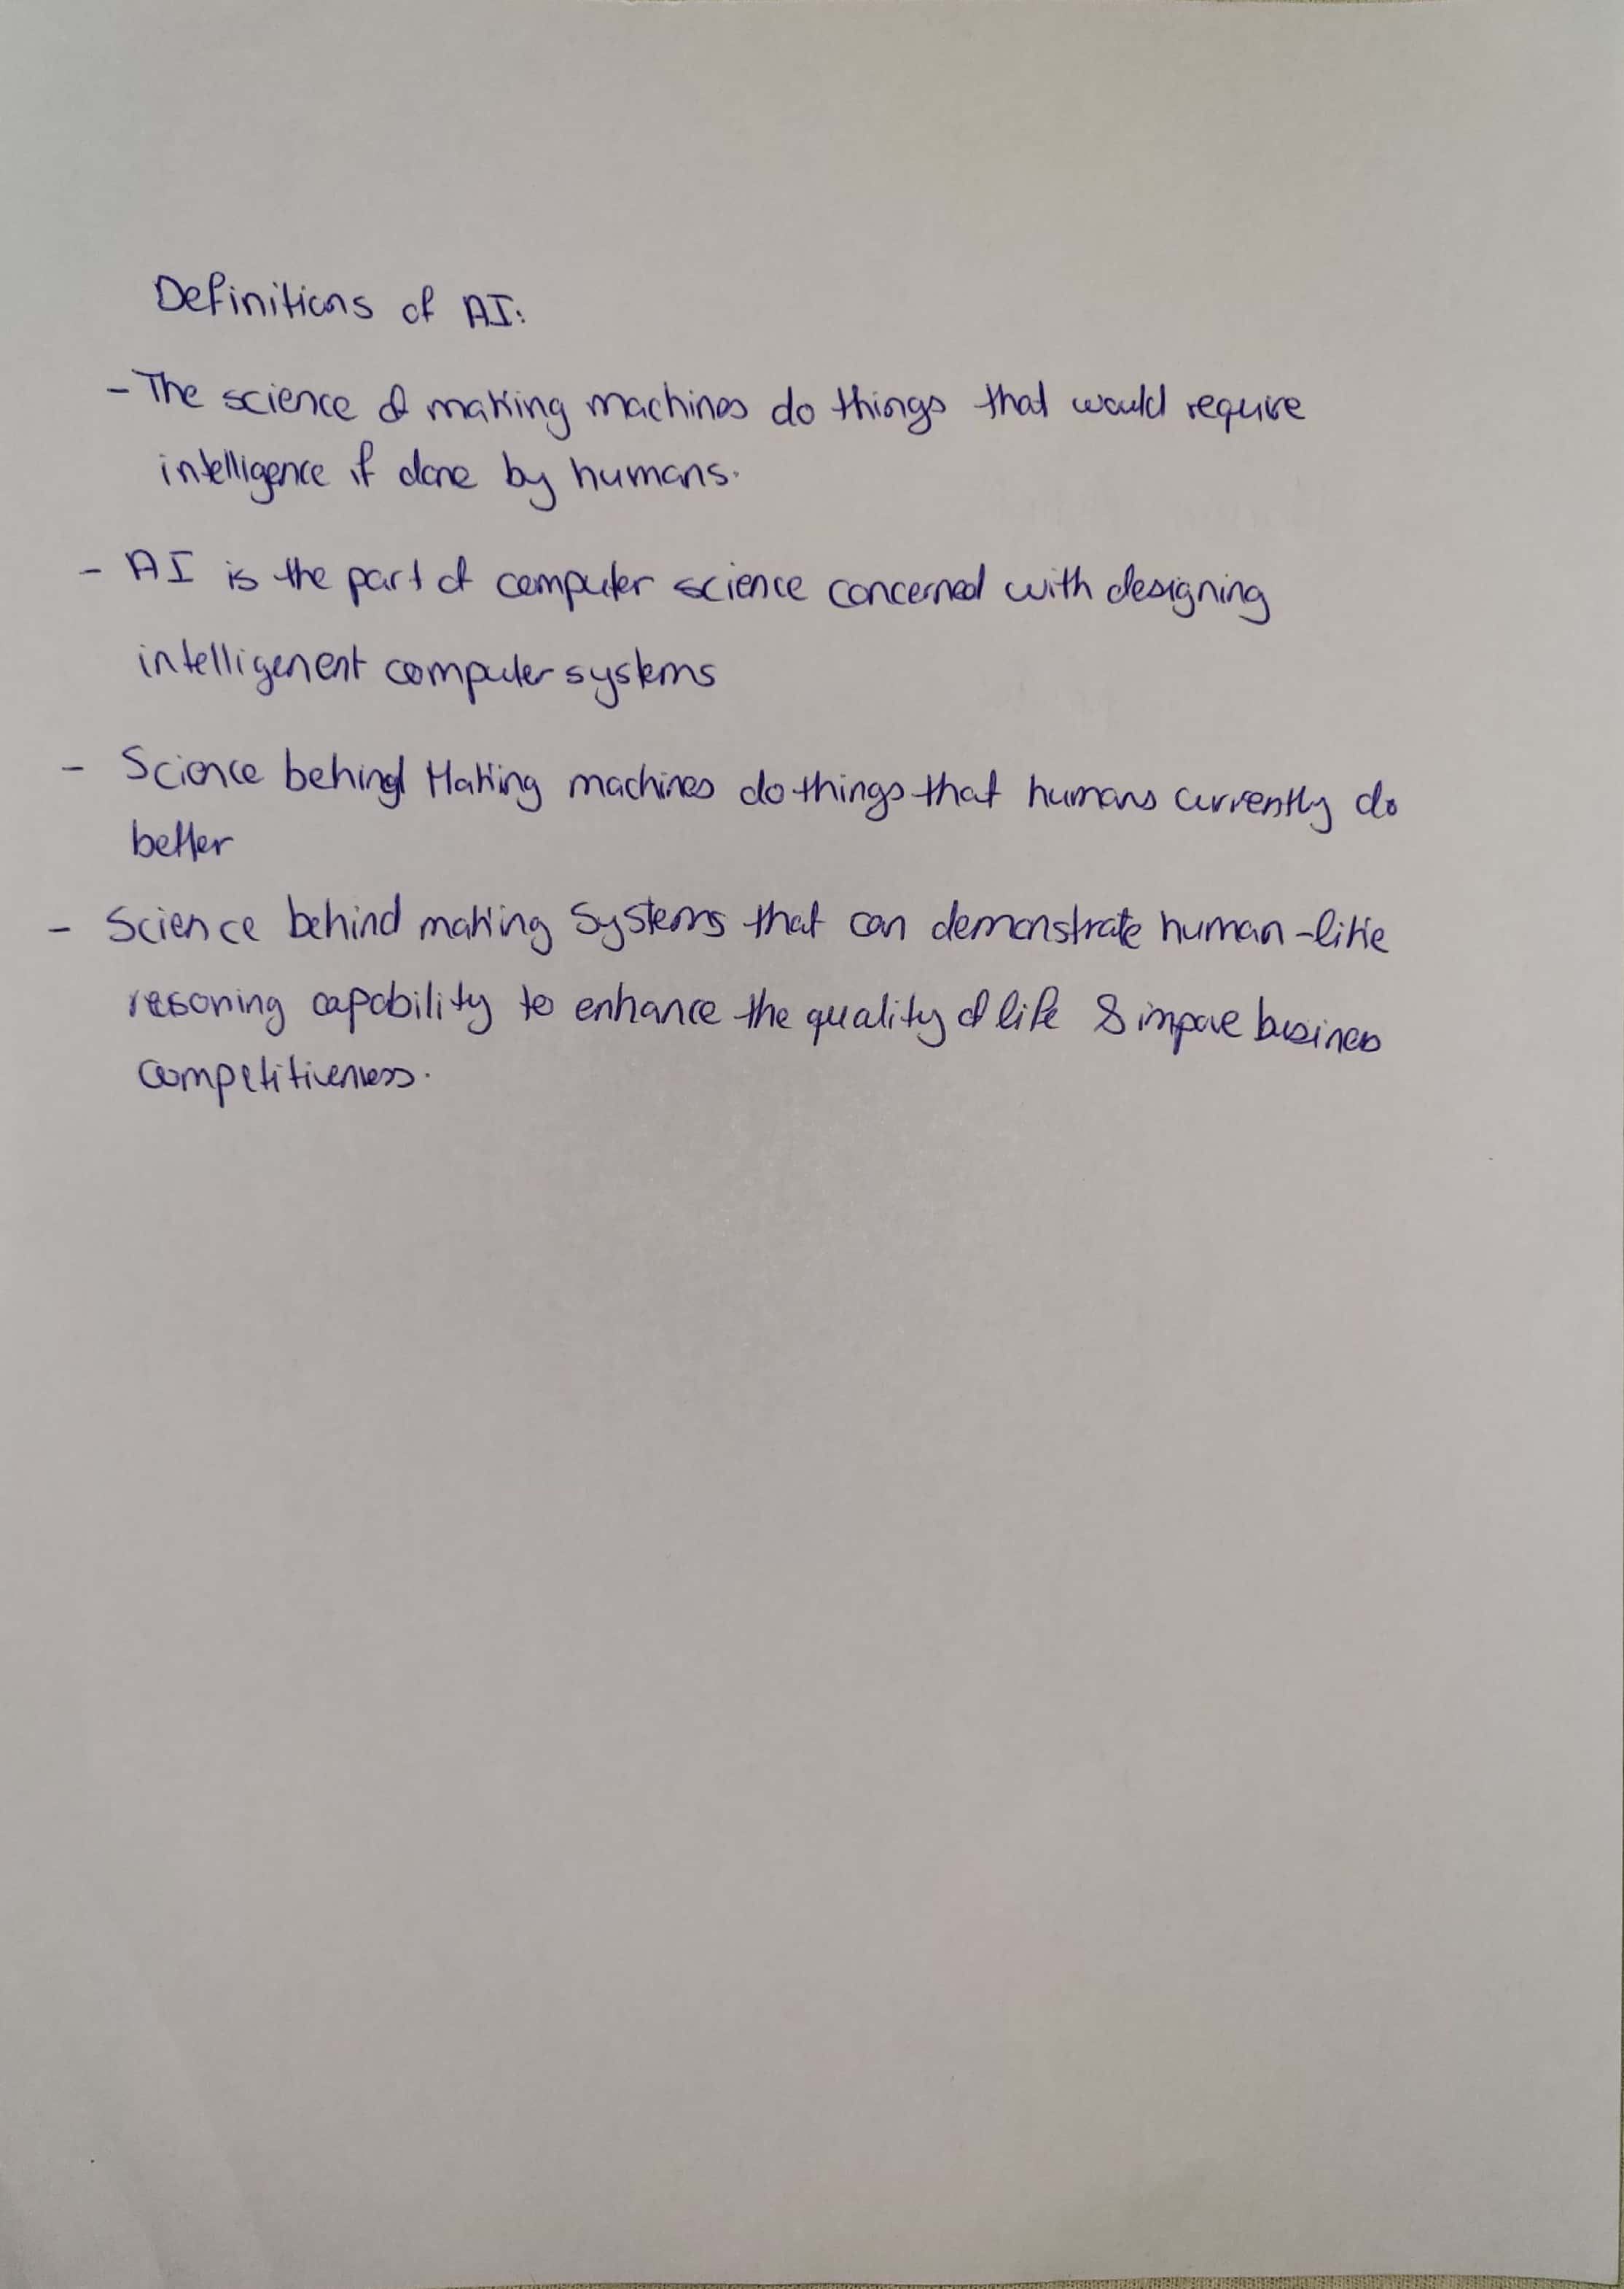 Definitions of AI:
- The science of making machines do things that would require
intelligence if done by humans.
- AI is the part of computer science concerned with designing
intelligenent computer systems
- Science behind Making machines do things that humans currently do
better
- Science behind making Systems that can demonstrate human-like
resoning capability to enhance the quality of life & impove business
competitiveness.